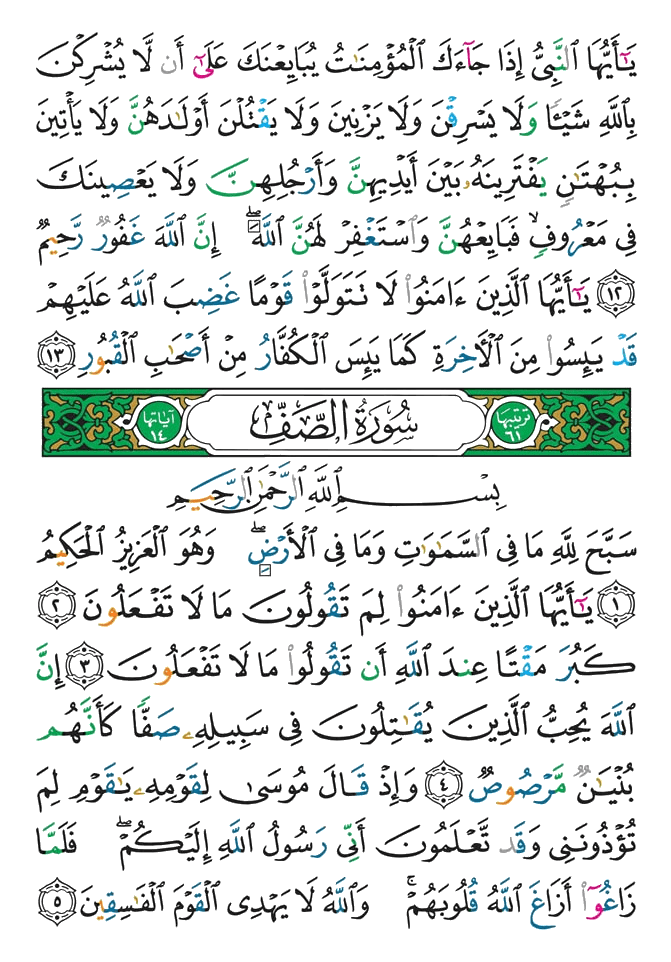 يَـٰٓأَيُّهَا ٱلنَّبِيُّ إِذَا جَآءَكَ ٱلْمُؤْمِنَـٰتُ يُبَايِعْنَكَ عَلَىٰٓ أَن لَّا يُشْرِكْنَ
بِٱللَّهِ شَيْـًٔا وَلَا يَسْرِقْنَ وَلَا يَزْنِينَ وَلَا يَقْتُلْنَ أَوْلَـٰدَهُنَّ وَلَا يَأْتِينَ
بِبُهْتَـٰنٍ يَفْتَرِينَهُۥ بَيْنَ أَيْدِيهِنَّ وَأَرْجُلِهِنَّ وَلَا يَعْصِينَكَ
فِى مَعْرُوفٍ ۙ فَبَايِعْهُنَّ وَٱسْتَغْفِرْ لَهُنَّ ٱللَّهَ ۖ إِنَّ ٱللَّهَ غَفُورٌ رَّحِيمٌ
١٢ يَـٰٓأَيُّهَا ٱلَّذِينَ ءَامَنُوا۟ لَا تَتَوَلَّوْا۟ قَوْمًا غَضِبَ ٱللَّهُ عَلَيْهِمْ
قَدْ يَئِسُوا۟ مِنَ ٱلْـَٔاخِرَةِ كَمَا يَئِسَ ٱلْكُفَّارُ مِنْ أَصْحَـٰبِ ٱلْقُبُورِ ١٣
ترتيبها ٦١ سُورَةُ الصَّفِّ آياتها ١٤
بِسْمِ ٱللَّهِ ٱلرَّحْمَـٰنِ ٱلرَّحِيمِ
سَبَّحَ لِلَّهِ مَا فِى ٱلسَّمَـٰوَٰتِ وَمَا فِى ٱلْأَرْضِ ۖ وَهُوَ ٱلْعَزِيزُ ٱلْحَكِيمُ
١ يَـٰٓأَيُّهَا ٱلَّذِينَ ءَامَنُوا۟ لِمَ تَقُولُونَ مَا لَا تَفْعَلُونَ ٢
كَبُرَ مَقْتًا عِندَ ٱللَّهِ أَن تَقُولُوا۟ مَا لَا تَفْعَلُونَ ٣ إِنَّ
ٱللَّهَ يُحِبُّ ٱلَّذِينَ يُقَـٰتِلُونَ فِى سَبِيلِهِۦ صَفًّا كَأَنَّهُم
بُنْيَـٰنٌ مَّرْصُوصٌ ٤ وَإِذْ قَالَ مُوسَىٰ لِقَوْمِهِۦ يَـٰقَوْمِ لِمَ
تُؤْذُونَنِى وَقَد تَّعْلَمُونَ أَنِّى رَسُولُ ٱللَّهِ إِلَيْكُمْ ۖ فَلَمَّا
زَاغُوٓا۟ أَزَاغَ ٱللَّهُ قُلُوبَهُمْ ۚ وَٱللَّهُ لَا يَهْدِى ٱلْقَوْمَ ٱلْفَـٰسِقِينَ ٥